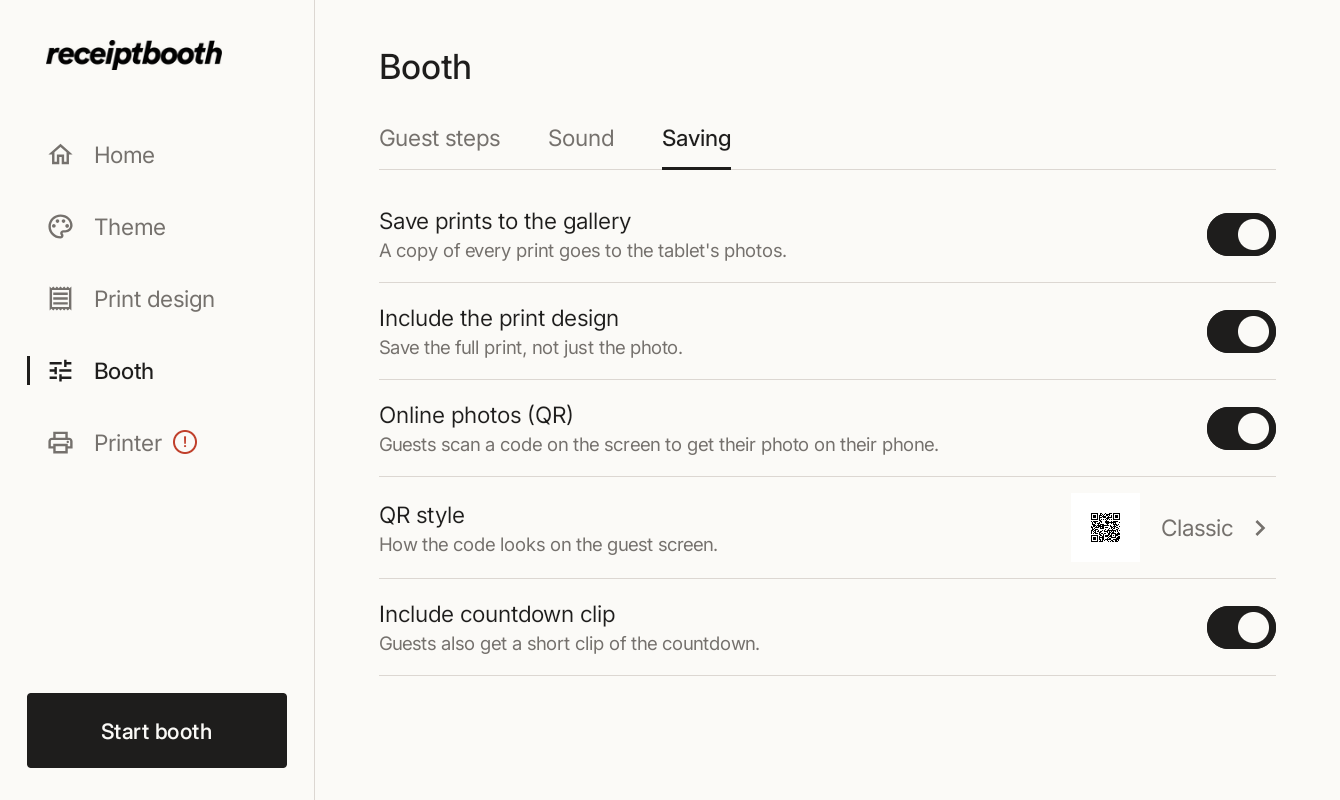 receiptbooth
Home
Theme
Print design
Booth
Printer
Start booth
Booth
Guest steps
Sound
Saving
Save prints to the gallery
A copy of every print goes to the tablet's photos.
Include the print design
Save the full print, not just the photo.
Online photos (QR)
Guests scan a code on the screen to get their photo on their phone.
QR style
How the code looks on the guest screen.
Classic
Include countdown clip
Guests also get a short clip of the countdown.